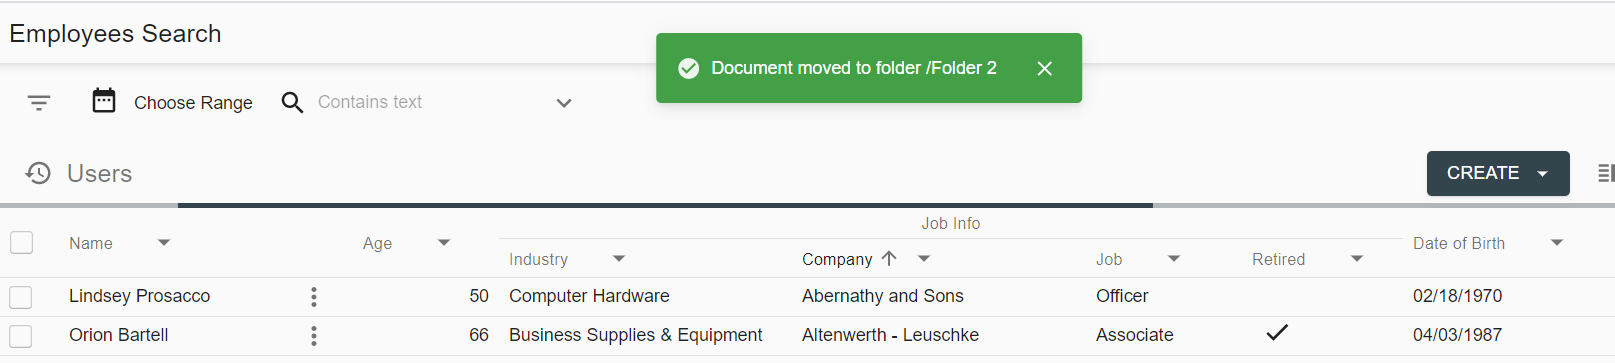 Employees Search
Document moved to folder /Folder 2
Choose Range
Contains text
Users
CREATE
Job Info
Name Age Date of Birth
Industry Company Job Retired
Lindsey Prosacco 50 Computer Hardware Abernathy and Sons Officer 02/18/1970
Orion Bartell 66 Business Supplies & Equipment Altenwerth - Leuschke Associate 04/03/1987